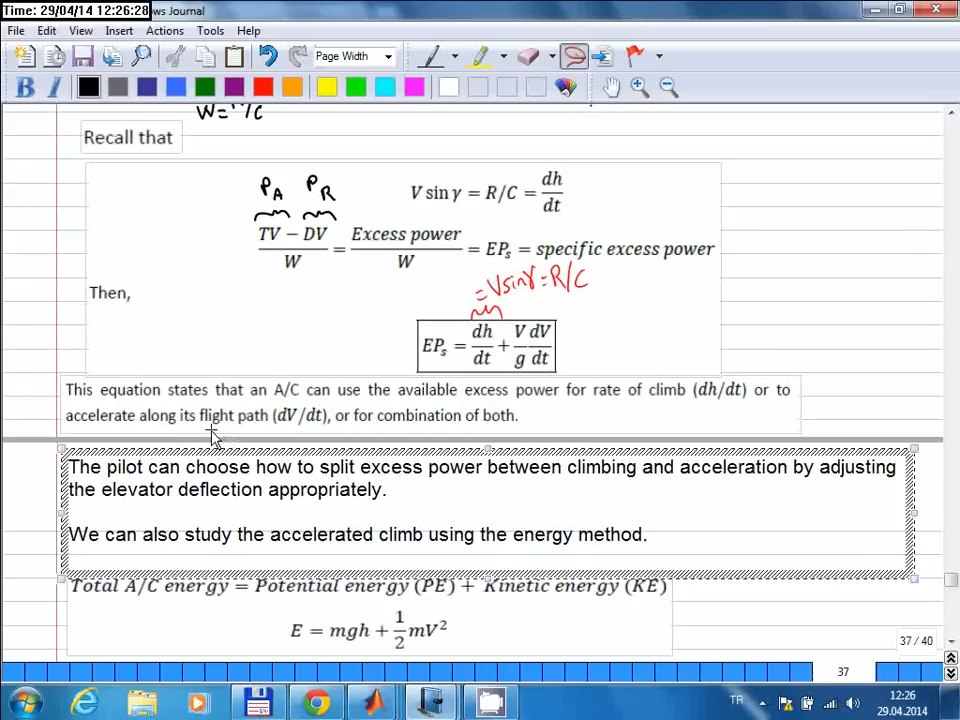 Time: 29/04/14 12:26:28
ws Journal
File Edit View Insert Actions Tools Help
Page Width
B I
Recall that
P_A P_R
V sin γ = R/C = dh/dt
(TV − DV)/W = Excess power/W = EP_s = specific excess power
= V sin γ = R/C
Then,
EP_s = dh/dt + V/g dV/dt
This equation states that an A/C can use the available excess power for rate of climb (dh/dt) or to
accelerate along its flight path (dV/dt), or for combination of both.
The pilot can choose how to split excess power between climbing and acceleration by adjusting
the elevator deflection appropriately.
We can also study the accelerated climb using the energy method.
Total A/C energy = Potential energy (PE) + Kinetic energy (KE)
E = mgh + 1/2 mV²
37 / 40
37
TR
12:26
29.04.2014